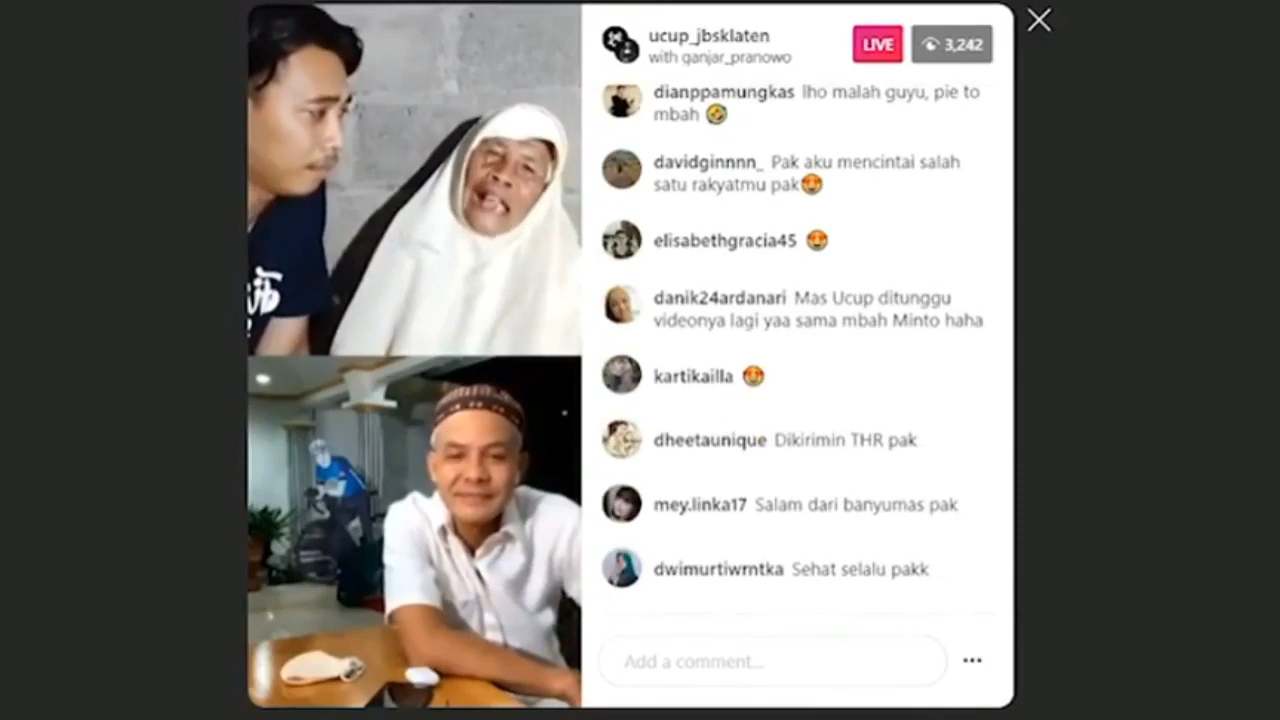 ucup_jbsklaten
with ganjar_pranowo
LIVE
3,242
dianppamungkas lho malah guyu, pie to
mbah 🤣
davidginnnn_ Pak aku mencintai salah
satu rakyatmu pak😍
elisabethgracia45 😍
danik24ardanari Mas Ucup ditunggu
videonya lagi yaa sama mbah Minto haha
kartikailla 😍
dheetaunique Dikirimin THR pak
mey.linka17 Salam dari banyumas pak
dwimurtiwrntka Sehat selalu pakk
Add a comment...